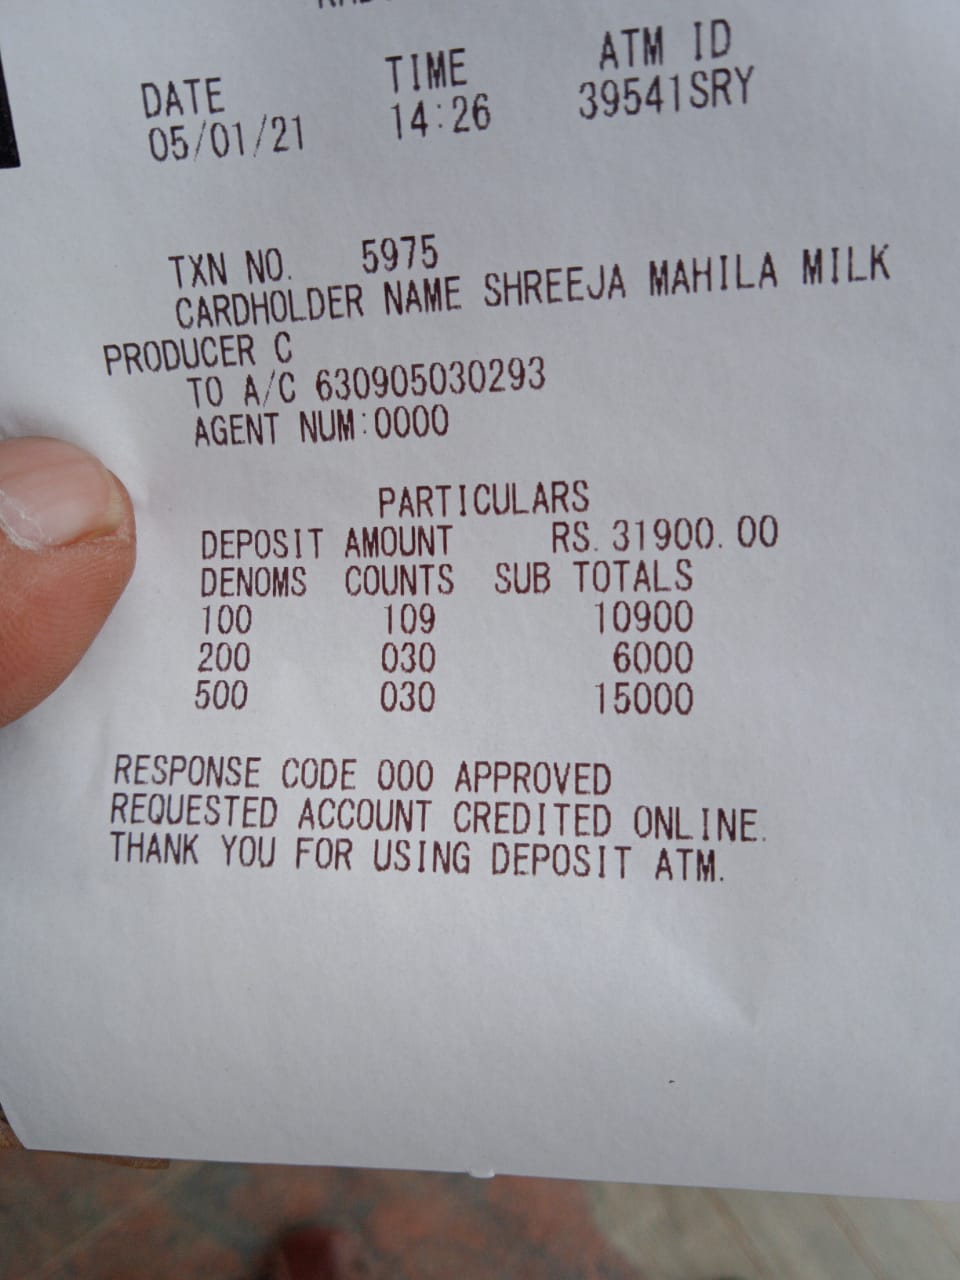 DATE TIME ATM ID
05/01/21 14:26 39541SRY
TXN NO. 5975
CARDHOLDER NAME SHREEJA MAHILA MILK
PRODUCER C
TO A/C 630905030293
AGENT NUM:0000
PARTICULARS
DEPOSIT AMOUNT RS. 31900.00
DENOMS COUNTS SUB TOTALS
100 109 10900
200 030 6000
500 030 15000
RESPONSE CODE 000 APPROVED
REQUESTED ACCOUNT CREDITED ONLINE.
THANK YOU FOR USING DEPOSIT ATM.